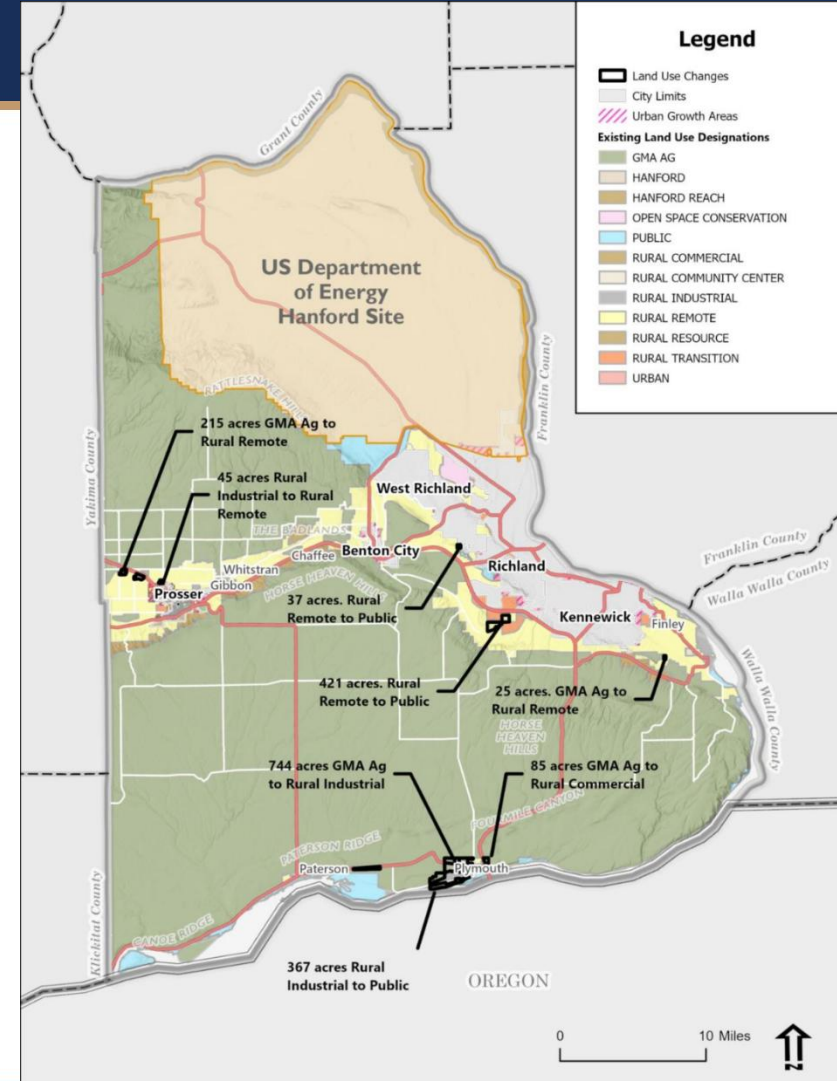 Legend
Land Use Changes
City Limits
Urban Growth Areas
Existing Land Use Designations
GMA AG
HANFORD
HANFORD REACH
OPEN SPACE CONSERVATION
PUBLIC
RURAL COMMERCIAL
RURAL COMMUNITY CENTER
RURAL INDUSTRIAL
RURAL REMOTE
RURAL RESOURCE
RURAL TRANSITION
URBAN
Grant County
US Department
of Energy
Hanford Site
Franklin County
RATTLESNAKE HILLS
Yakima County
215 acres GMA Ag to
Rural Remote
45 acres Rural
Industrial to Rural
Remote
West Richland
THE BADLANDS
Chaffee
Benton City
Whitstran
Gibbon
Prosser
HORSE HEAVEN HILLS
Richland
Franklin County
Walla Walla County
Kennewick
Finley
37 acres. Rural
Remote to Public
421 acres. Rural
Remote to Public
25 acres. GMA Ag to
Rural Remote
Walla Walla County
HORSE
HEAVEN
HILLS
744 acres GMA Ag
to Rural Industrial
85 acres GMA Ag to
Rural Commercial
FOURMILE CANYON
PATERSON RIDGE
Paterson
Plymouth
Klickitat County
CANOE RIDGE
367 acres Rural
Industrial to Public
OREGON
0
10 Miles
N